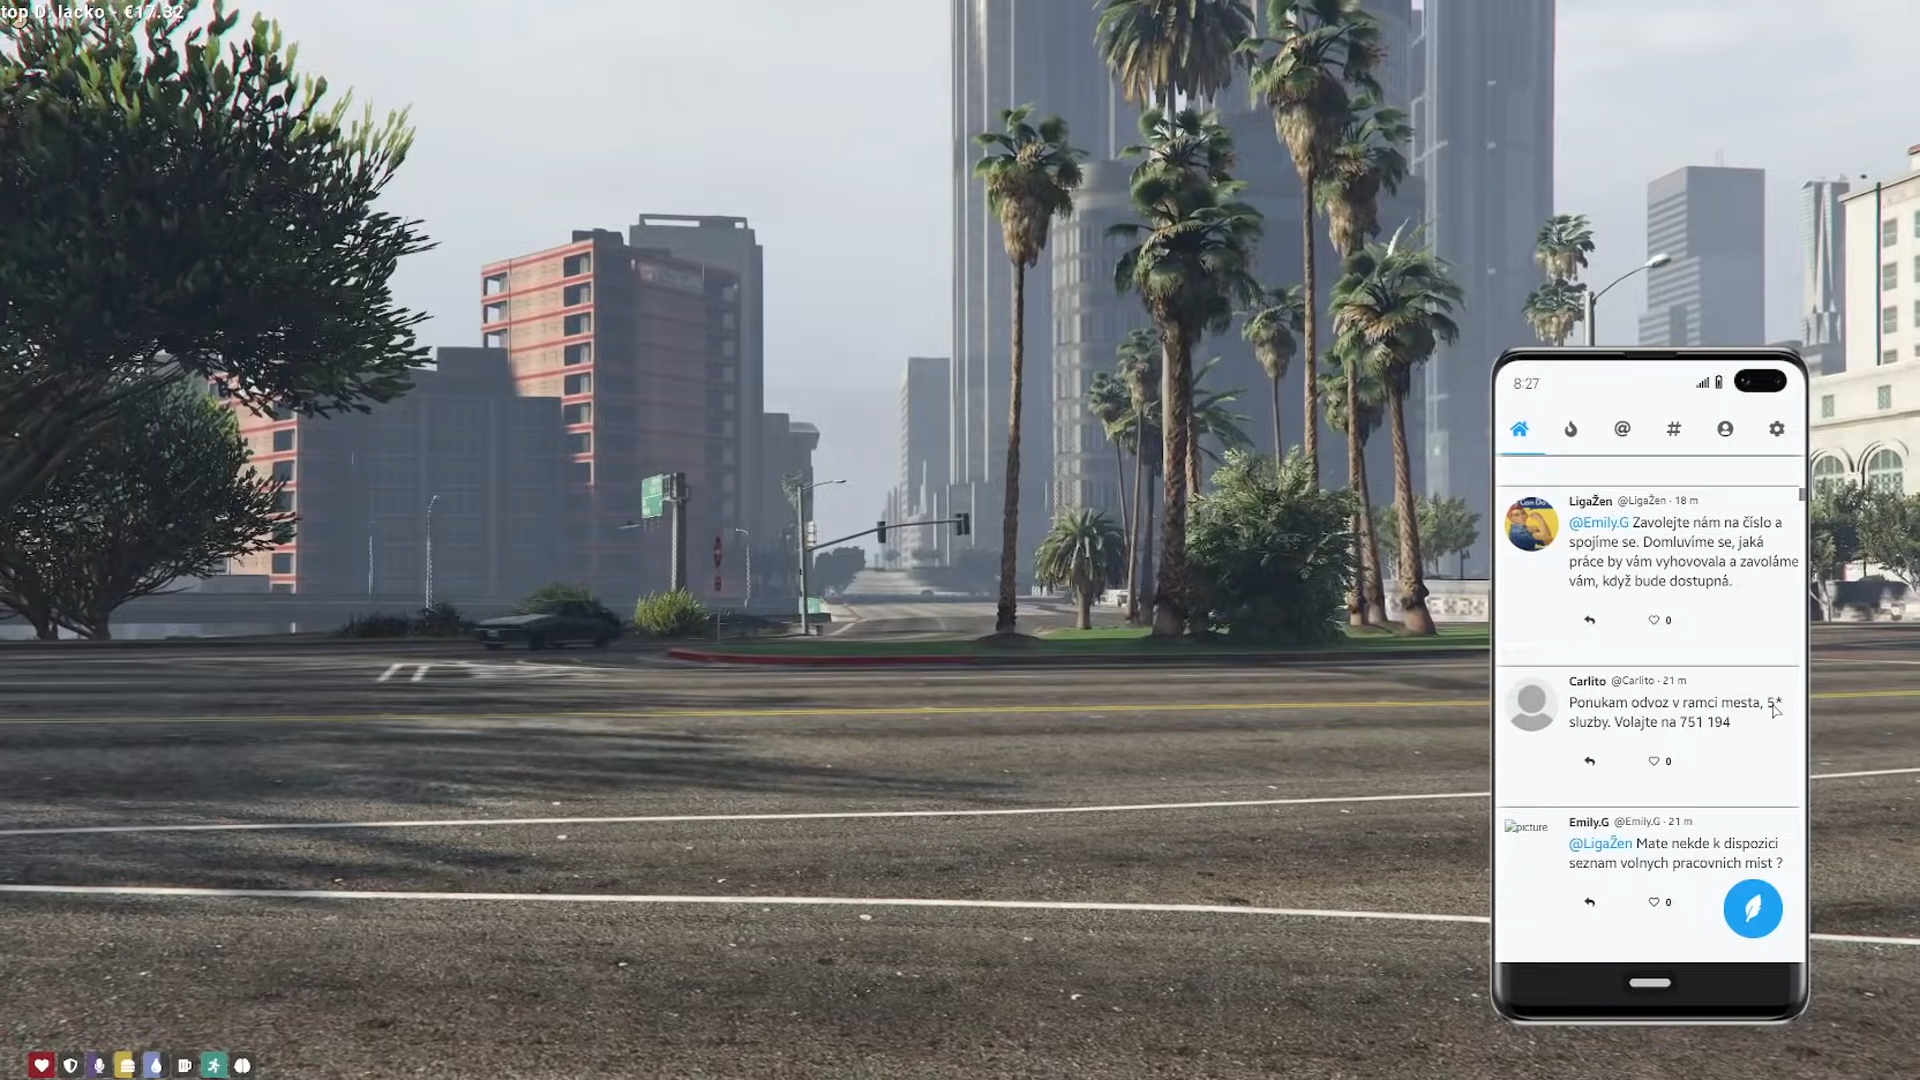 top D: lacko - €17.82
8:27
LigaŽen @LigaŽen · 18 m
@Emily.G Zavolejte nám na číslo a
spojíme se. Domluvíme se, jaká
práce by vám vyhovovala a zavoláme
vám, když bude dostupná.
0
Carlito @Carlito · 21 m
Ponukam odvoz v ramci mesta, 5*
sluzby. Volajte na 751 194
0
picture
Emily.G @Emily.G · 21 m
@LigaŽen Mate nekde k dispozici
seznam volnych pracovnich mist ?
0